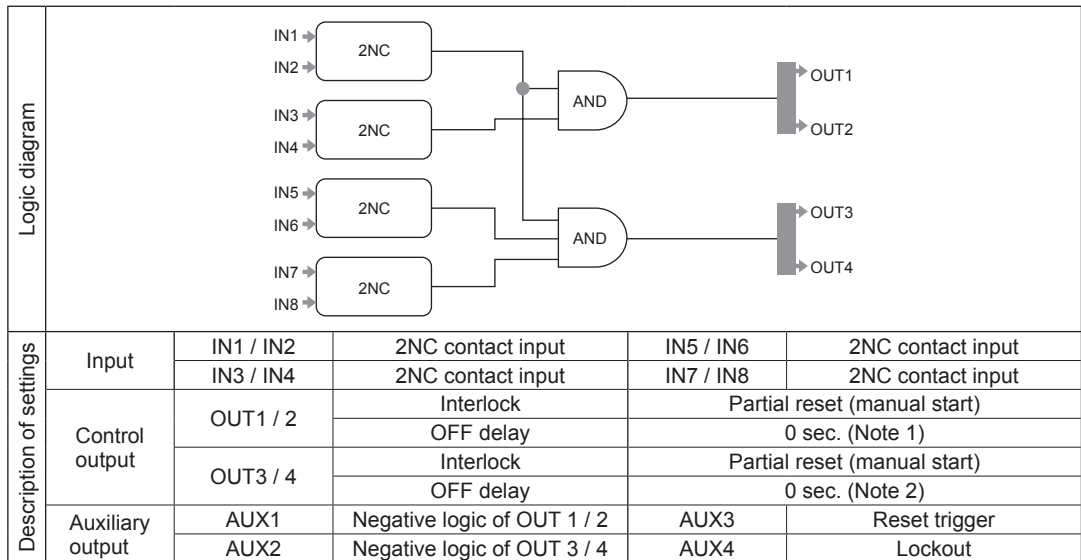 Logic diagram
IN1
IN2
2NC
IN3
IN4
2NC
IN5
IN6
2NC
IN7
IN8
2NC
AND
AND
OUT1
OUT2
OUT3
OUT4
Description of settings
Input
IN1 / IN2
2NC contact input
IN5 / IN6
2NC contact input
IN3 / IN4
2NC contact input
IN7 / IN8
2NC contact input
Control output
OUT1 / 2
Interlock
Partial reset (manual start)
OFF delay
0 sec. (Note 1)
OUT3 / 4
Interlock
Partial reset (manual start)
OFF delay
0 sec. (Note 2)
Auxiliary output
AUX1
Negative logic of OUT 1 / 2
AUX3
Reset trigger
AUX2
Negative logic of OUT 3 / 4
AUX4
Lockout